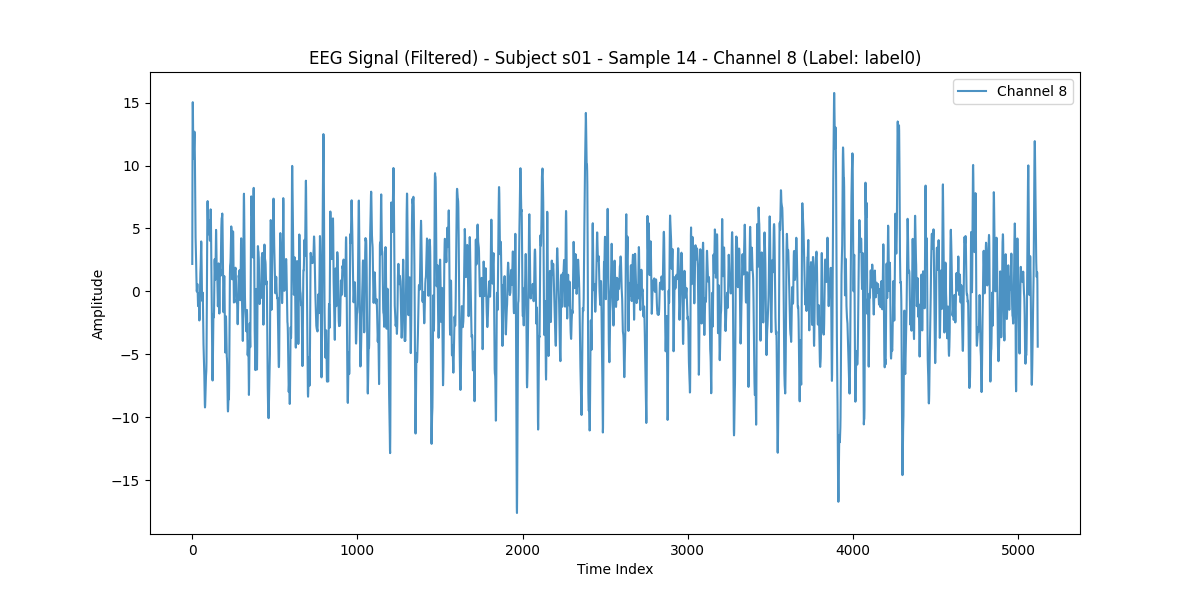 EEG Signal (Filtered) - Subject s01 - Sample 14 - Channel 8 (Label: label0)
Channel 8
15
10
5
0
−5
−10
−15
Amplitude
0 1000 2000 3000 4000 5000
Time Index